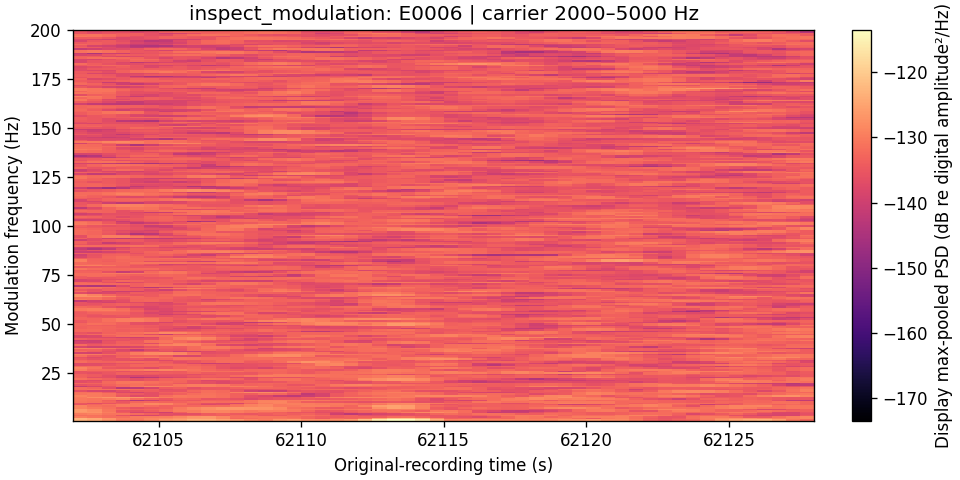 inspect_modulation: E0006 | carrier 2000–5000 Hz
200
175
150
125
100
75
50
25
Modulation frequency (Hz)
62105 62110 62115 62120 62125
Original-recording time (s)
−120
−130
−140
−150
−160
−170
Display max-pooled PSD (dB re digital amplitude²/Hz)